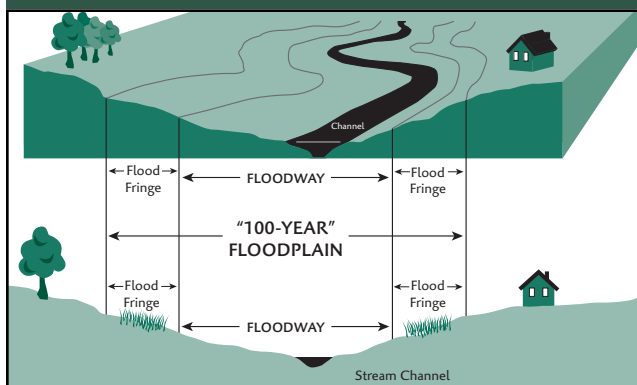 Channel
Flood
Fringe
FLOODWAY
Flood
Fringe
“100-YEAR”
FLOODPLAIN
Flood
Fringe
FLOODWAY
Flood
Fringe
Stream Channel